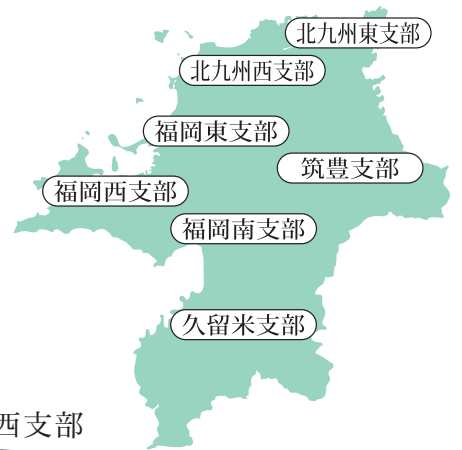 北九州東支部
北九州西支部
福岡東支部
筑豊支部
福岡西支部
福岡南支部
久留米支部
西支部